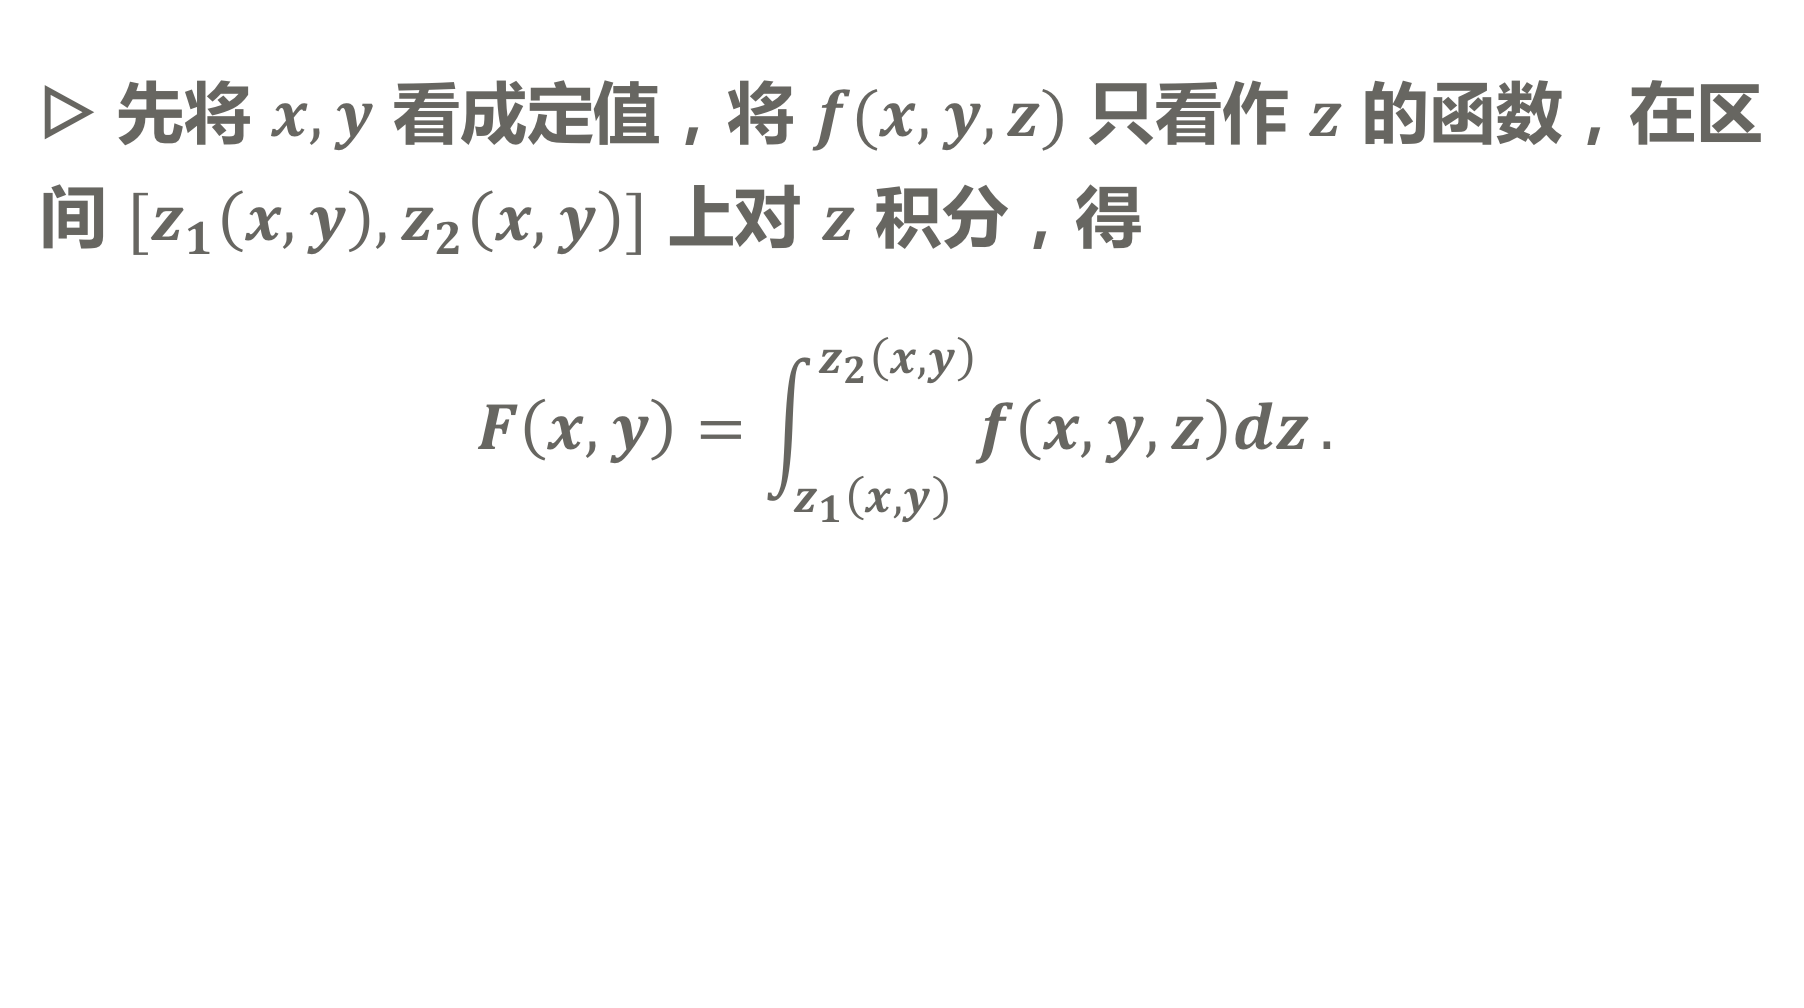 ▷ 先将 x, y 看成定值，将 f(x, y, z) 只看作 z 的函数，在区
间 [z₁(x, y), z₂(x, y)] 上对 z 积分，得
F(x, y) = ∫_{z₁(x,y)}^{z₂(x,y)} f(x, y, z)dz .